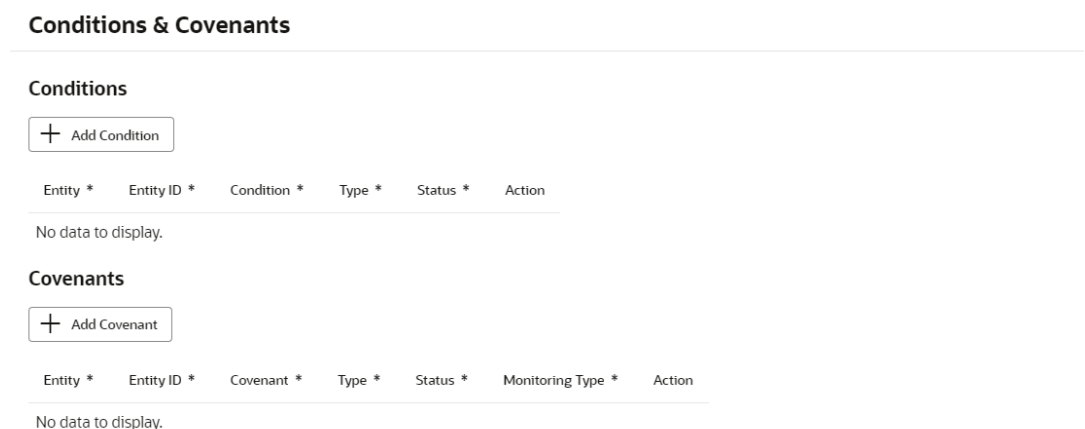 Conditions & Covenants
Conditions
Add Condition
Entity * Entity ID * Condition * Type * Status * Action
No data to display.
Covenants
Add Covenant
Entity * Entity ID * Covenant * Type * Status * Monitoring Type * Action
No data to display.